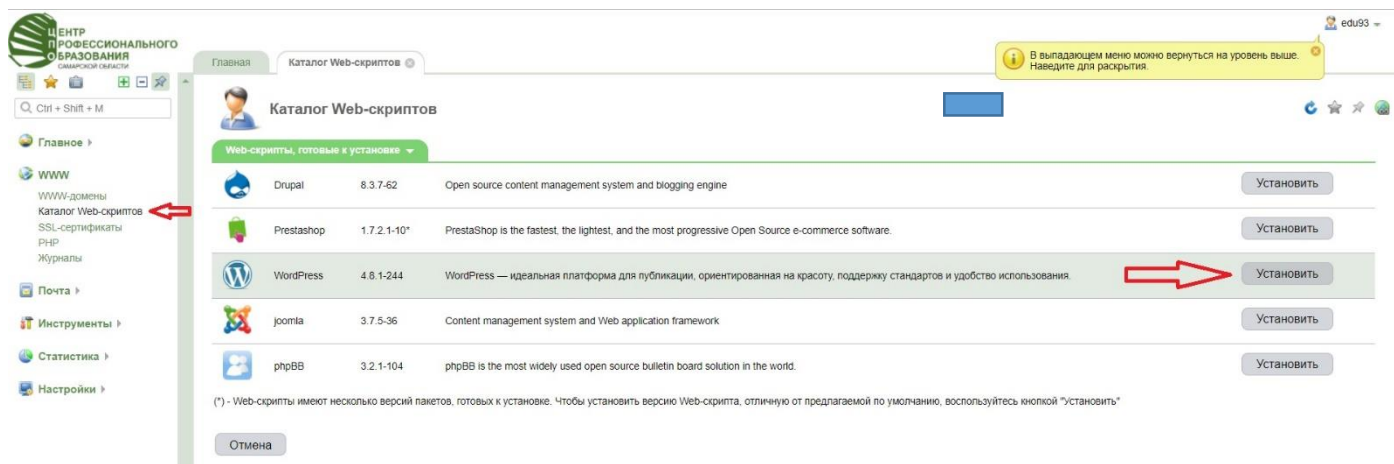 ЦЕНТР
ПРОФЕССИОНАЛЬНОГО
ОБРАЗОВАНИЯ
САМАРСКОЙ ОБЛАСТИ
edu93
Главная
Каталог Web-скриптов
В выпадающем меню можно вернуться на уровень выше.
Наведите для раскрытия.
Ctrl + Shift + M
Каталог Web-скриптов
Главное
WWW
WWW-домены
Каталог Web-скриптов
SSL-сертификаты
PHP
Журналы
Почта
Инструменты
Статистика
Настройки
Web-скрипты, готовые к установке
Drupal 8.3.7-62 Open source content management system and blogging engine Установить
Prestashop 1.7.2.1-10* PrestaShop is the fastest, the lightest, and the most progressive Open Source e-commerce software. Установить
WordPress 4.8.1-244 WordPress — идеальная платформа для публикации, ориентированная на красоту, поддержку стандартов и удобство использования. Установить
joomla 3.7.5-36 Content management system and Web application framework Установить
phpBB 3.2.1-104 phpBB is the most widely used open source bulletin board solution in the world. Установить
(*) - Web-скрипты имеют несколько версий пакетов, готовых к установке. Чтобы установить версию Web-скрипта, отличную от предлагаемой по умолчанию, воспользуйтесь кнопкой "Установить"
Отмена